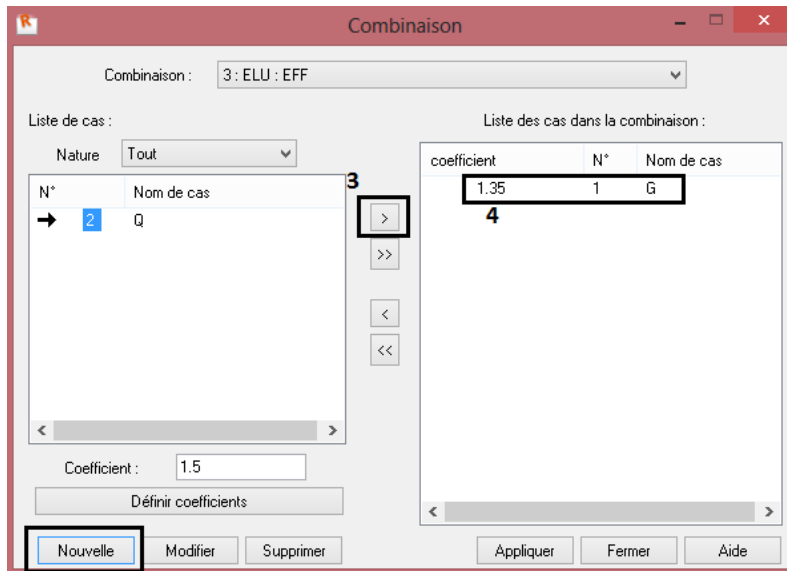 Combinaison
Combinaison :
3 : ELU : EFF
Liste de cas :
Liste des cas dans la combinaison :
Nature
Tout
N°
Nom de cas
2
Q
3
>
>>
<
<<
coefficient
N°
Nom de cas
1.35
1
G
4
Coefficient :
1.5
Définir coefficients
Nouvelle
Modifier
Supprimer
Appliquer
Fermer
Aide